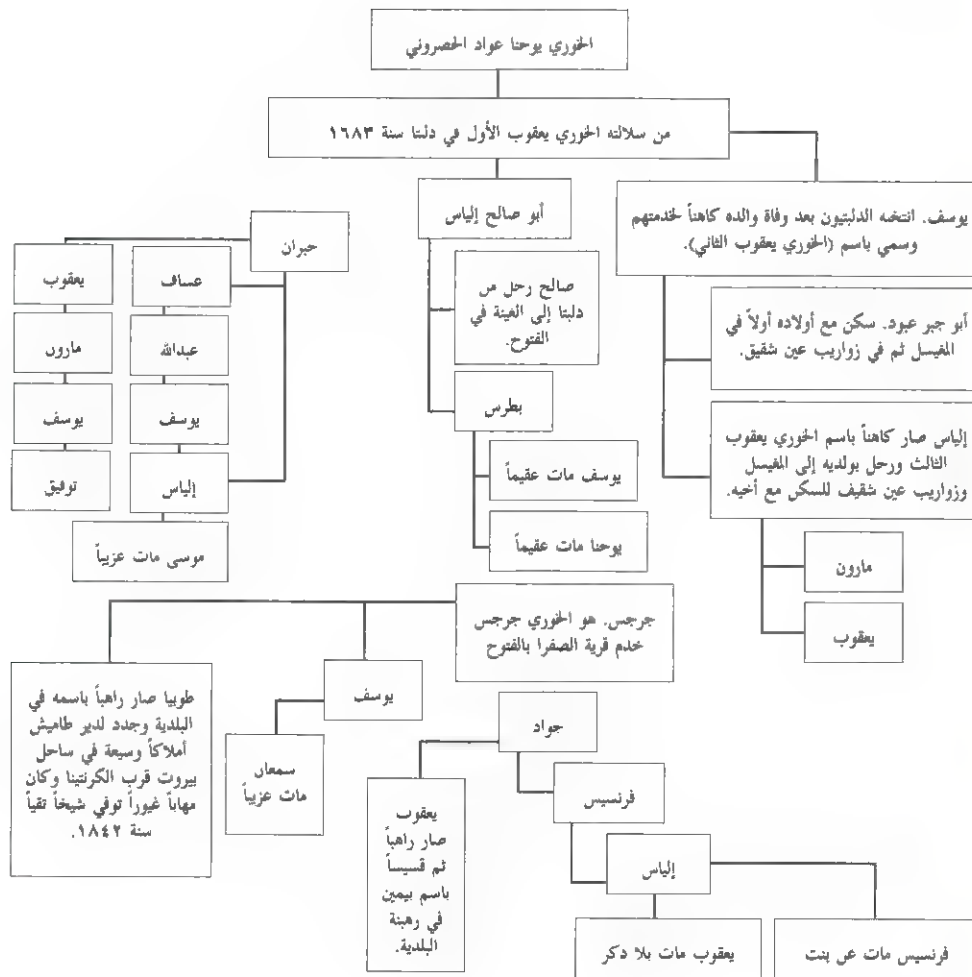 الخوري يوحنا عواد الحصروني
من سلالته الخوري يعقوب الأول في دلبتا سنة ١٦٨٣
يوسف. انتخبه الدلبتيون بعد وفاة والده كاهناً لخدمتهم
وسمي باسم (الخوري يعقوب الثاني).
أبو جبر عبود. سكن مع أولاده أولاً في
المغيسل ثم في زواريب عين شقيق.
إلياس صار كاهناً باسم الخوري يعقوب
الثالث ورحل بولديه إلى المغيسل
وزواريب عين شقيف للسكن مع أخيه.
مارون
يعقوب
أبو صالح إلياس
صالح رحل من
دلبتا إلى الغينة في
الفتوح.
بطرس
يوسف مات عقيماً
يوحنا مات عقيماً
جبران
عساف
عبدالله
يوسف
إلياس
موسى مات عزيباً
يعقوب
مارون
يوسف
توفيق
جرجس. هو الخوري جرجس
خدم قرية الصفرا بالفتوح
يوسف
سمعان
مات عزيباً
طوبيا صار راهباً باسمه في
البلدية وجدد لدير طاميش
أملاكاً وسيعة في ساحل
بيروت قرب الكرنتينا وكان
مهاباً غيوراً توفي شيخاً تقياً
سنة ١٨٤٢.
جواد
فرنسيس
يعقوب
صار راهباً
ثم قسيساً
باسم بيمين
في رهبنة
البلدية.
إلياس
فرنسيس مات عن بنت
يعقوب مات بلا دكر